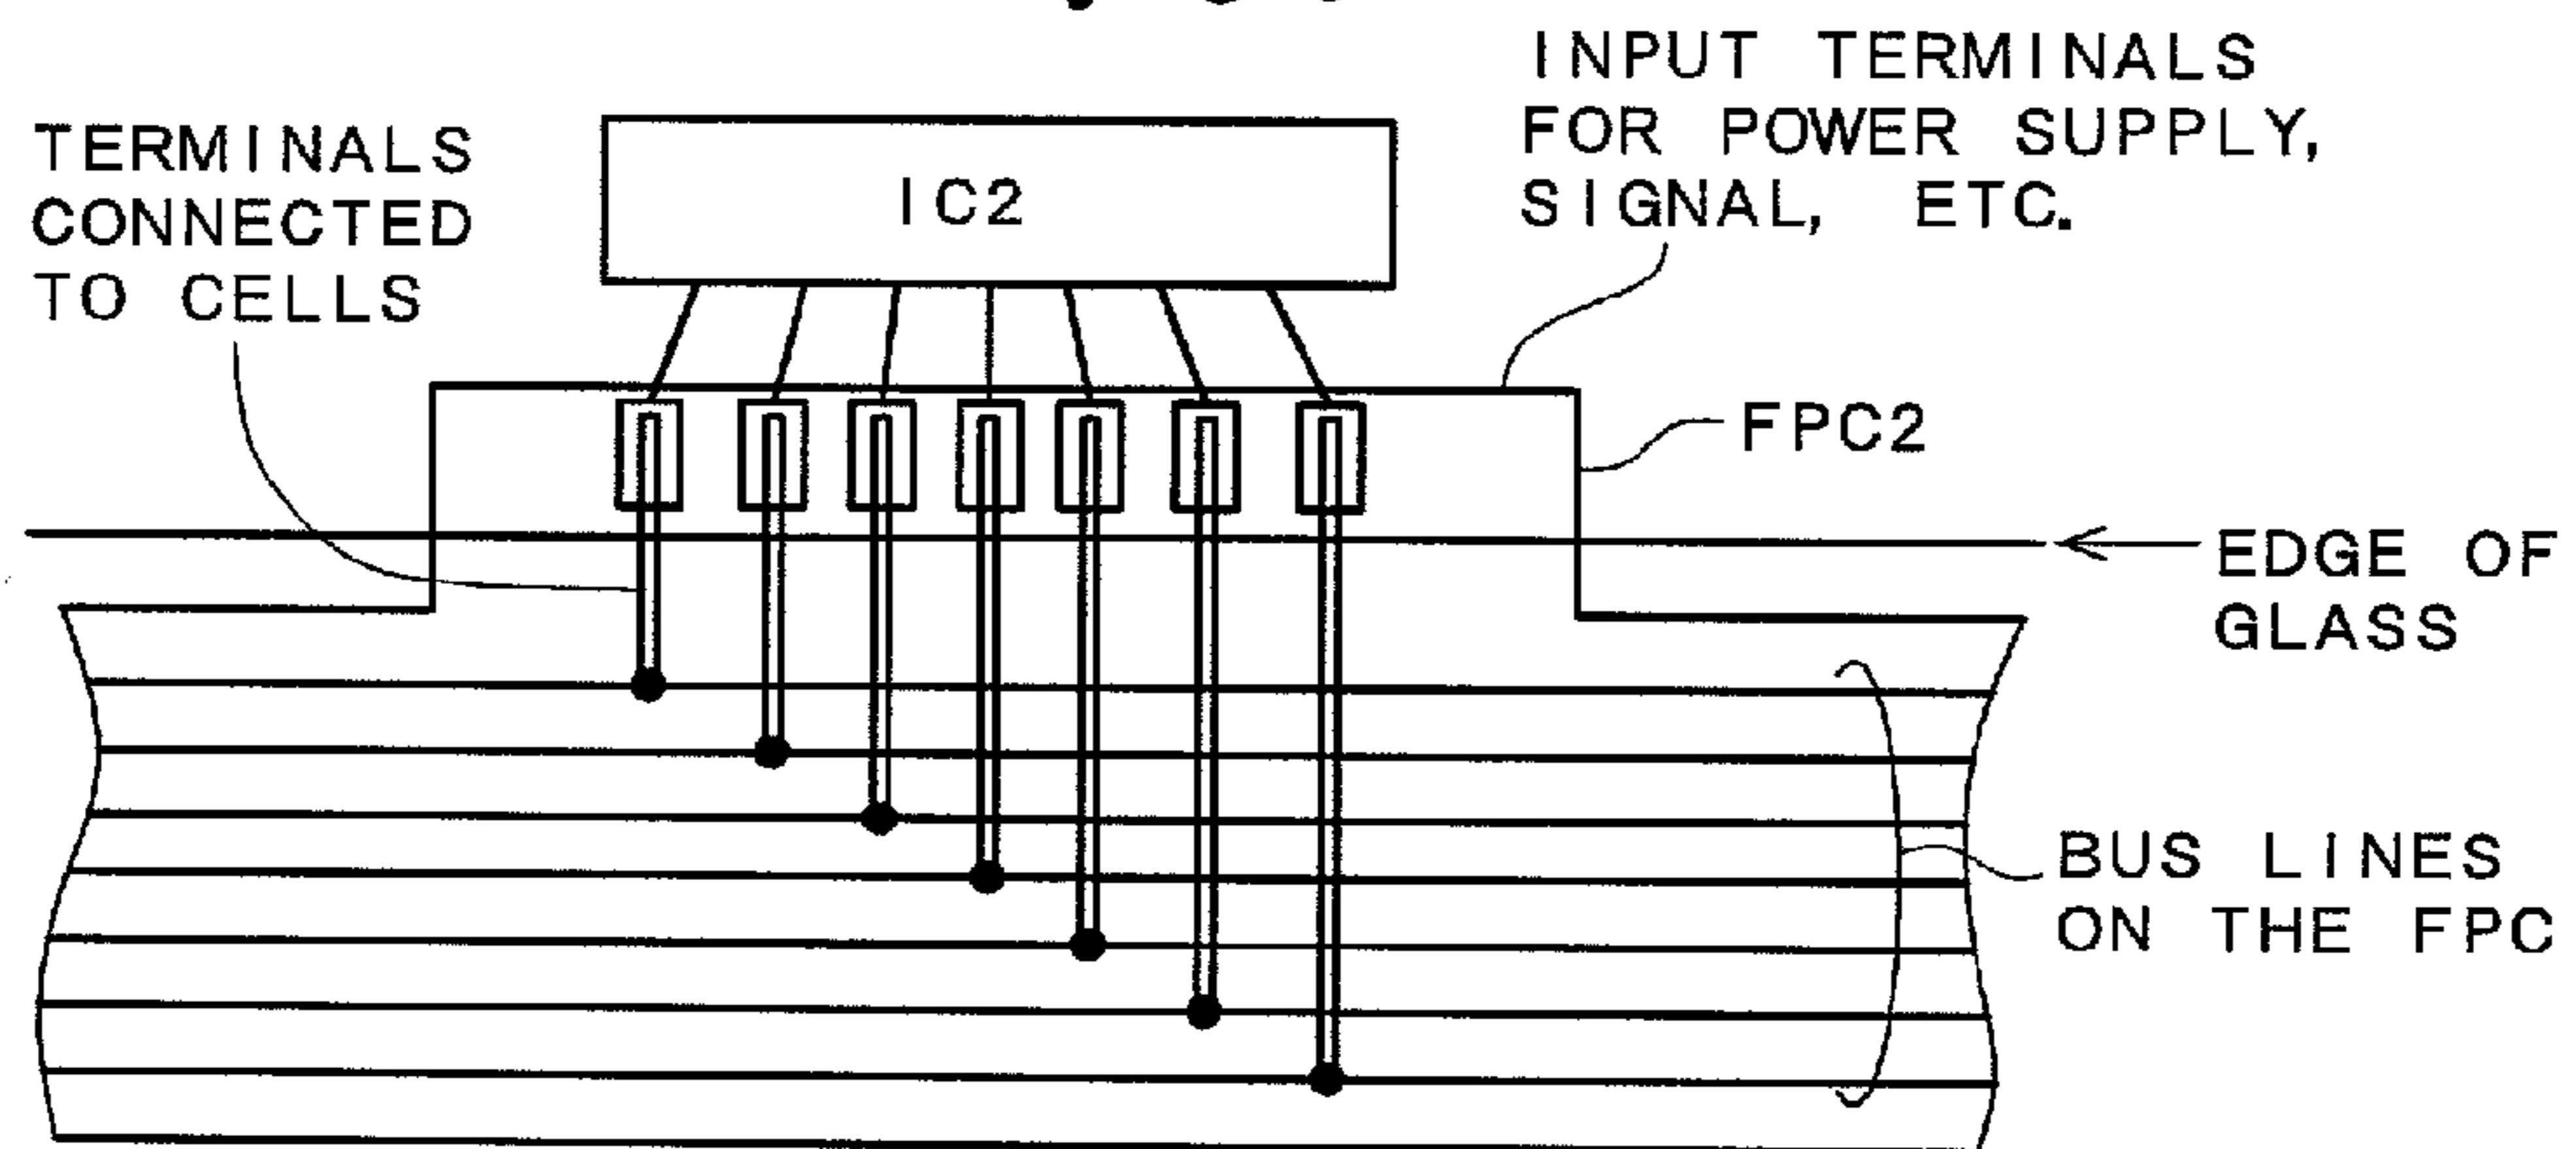 TERMINALS
CONNECTED
TO CELLS
IC2
INPUT TERMINALS
FOR POWER SUPPLY,
SIGNAL, ETC.
FPC2
EDGE OF
GLASS
BUS LINES
ON THE FPC